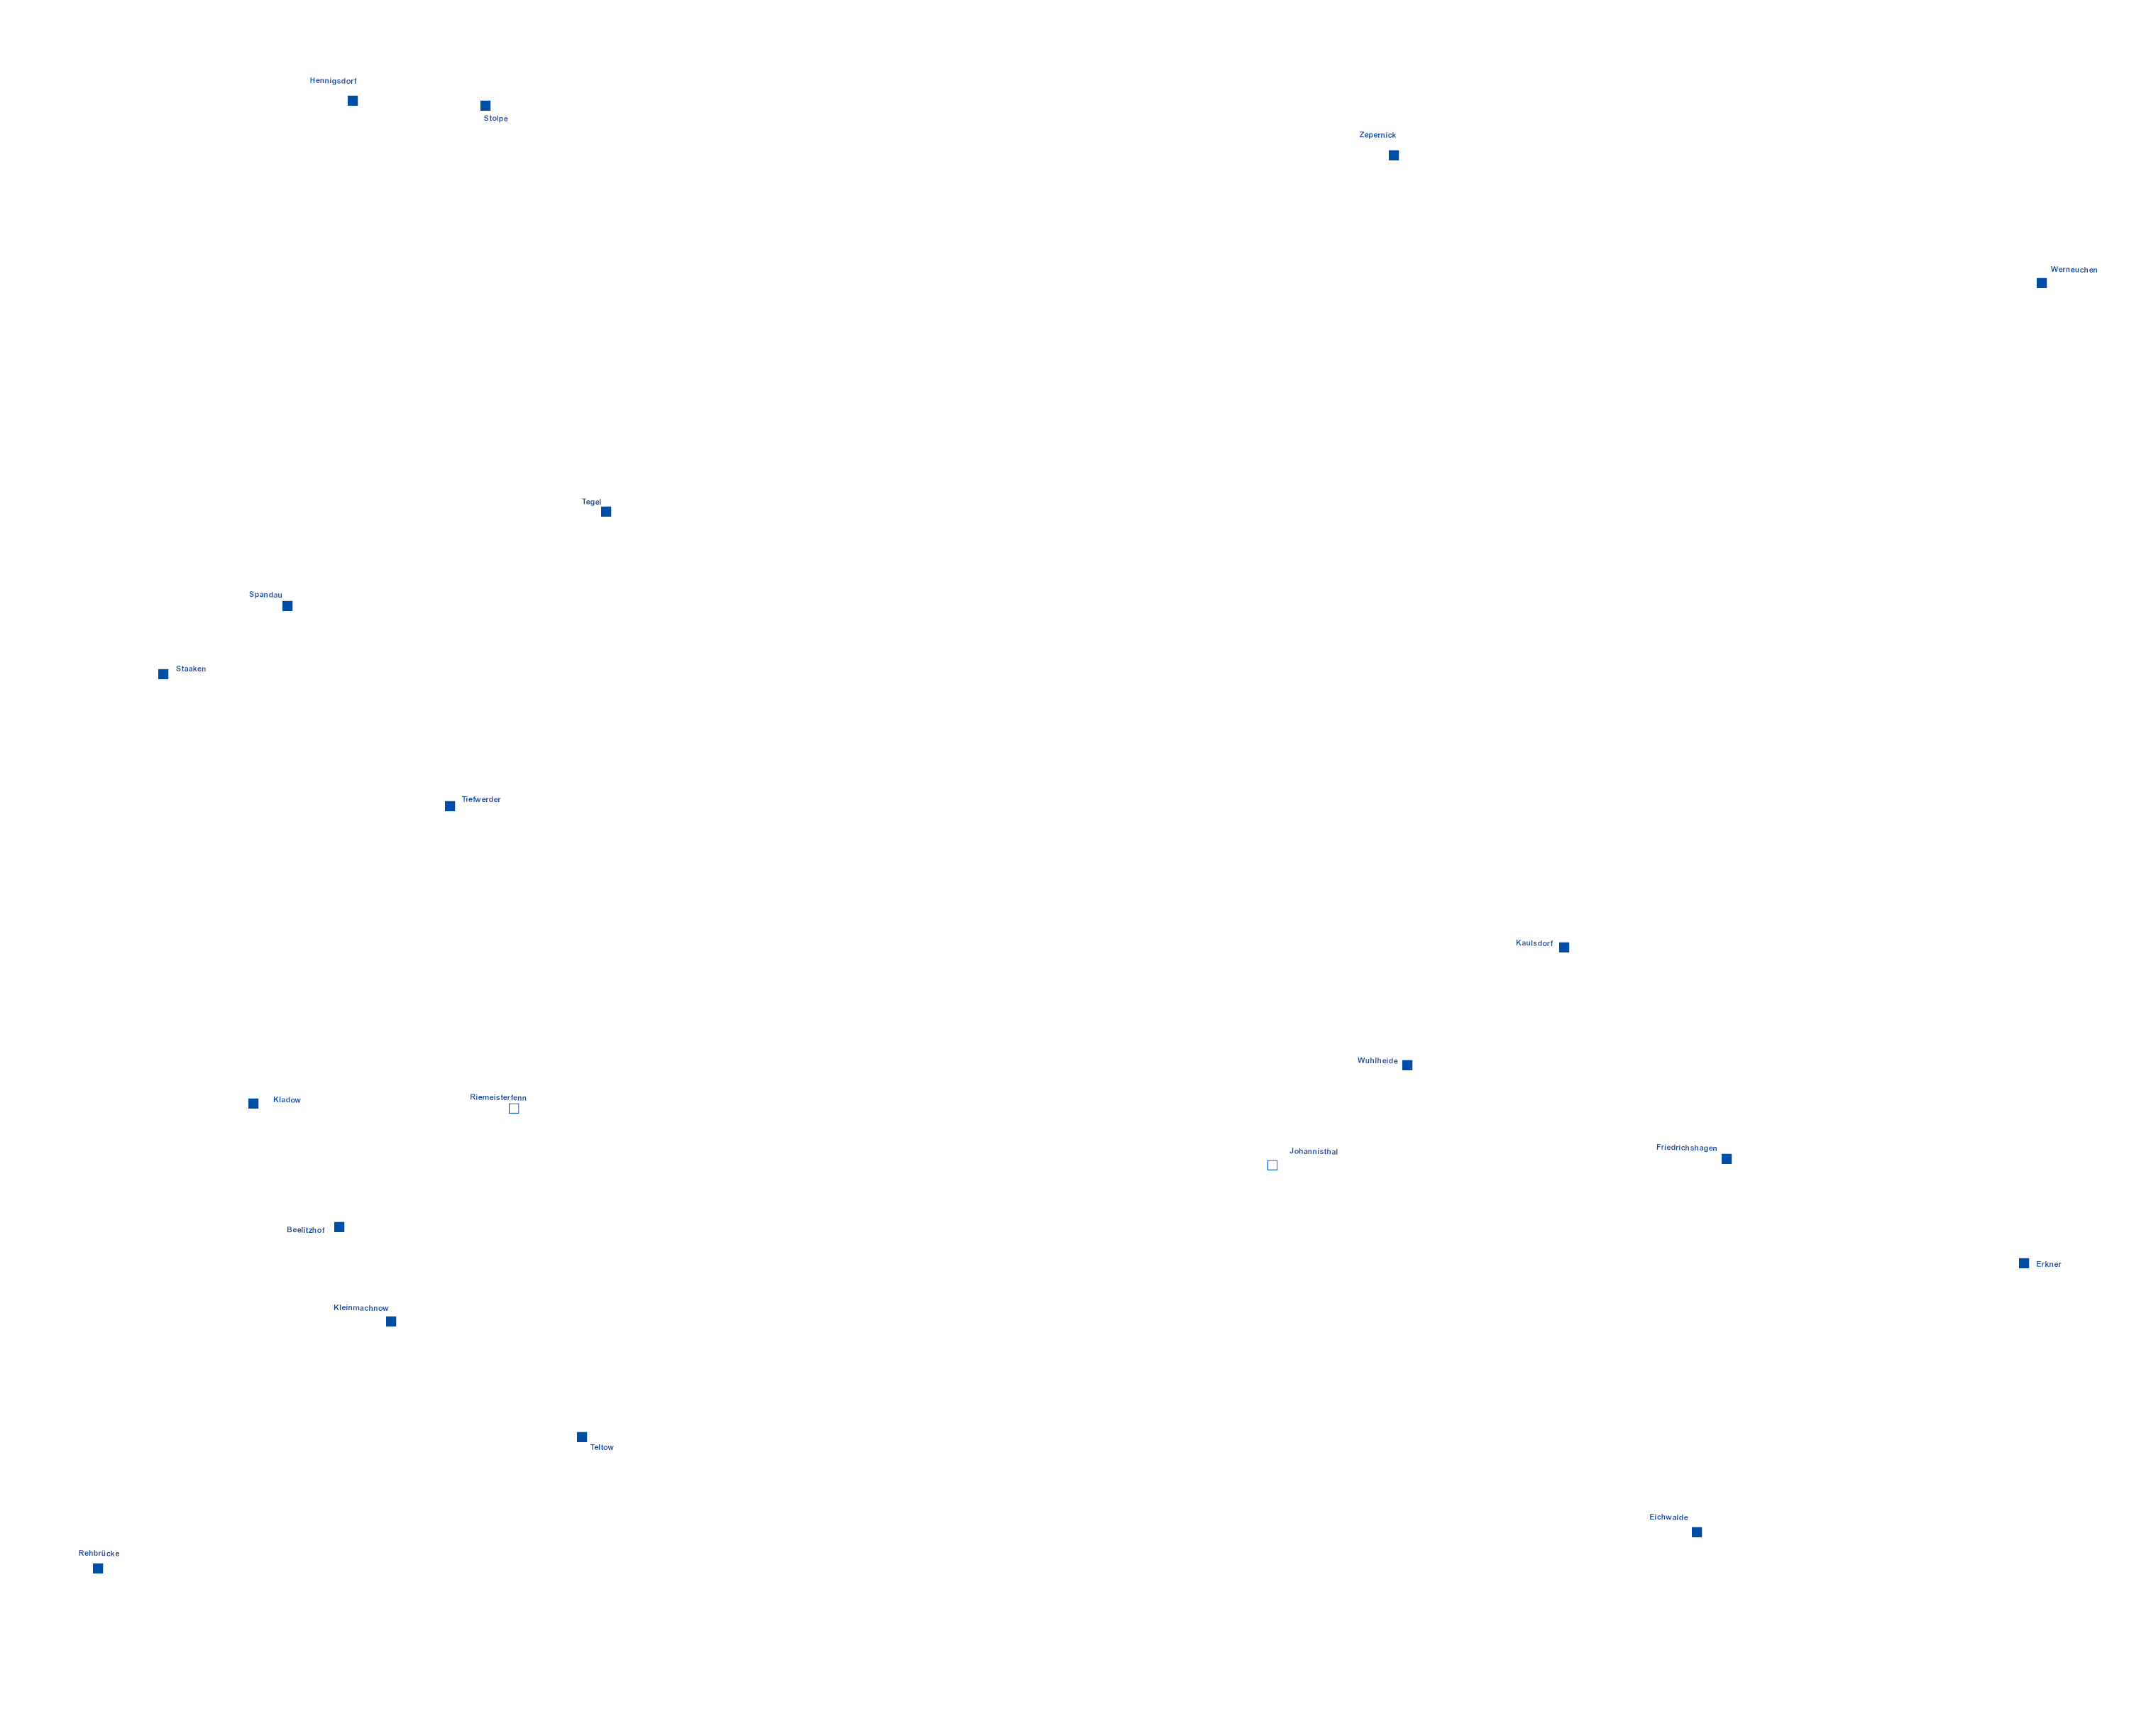 Hennigsdorf
Stolpe
Zepernick
Werneuchen
Tegel
Spandau
Staaken
Tiefwerder
Kaulsdorf
Wuhlheide
Kladow
Riemeisterfenn
Johannisthal
Friedrichshagen
Beelitzhof
Erkner
Kleinmachnow
Teltow
Eichwalde
Rehbrücke